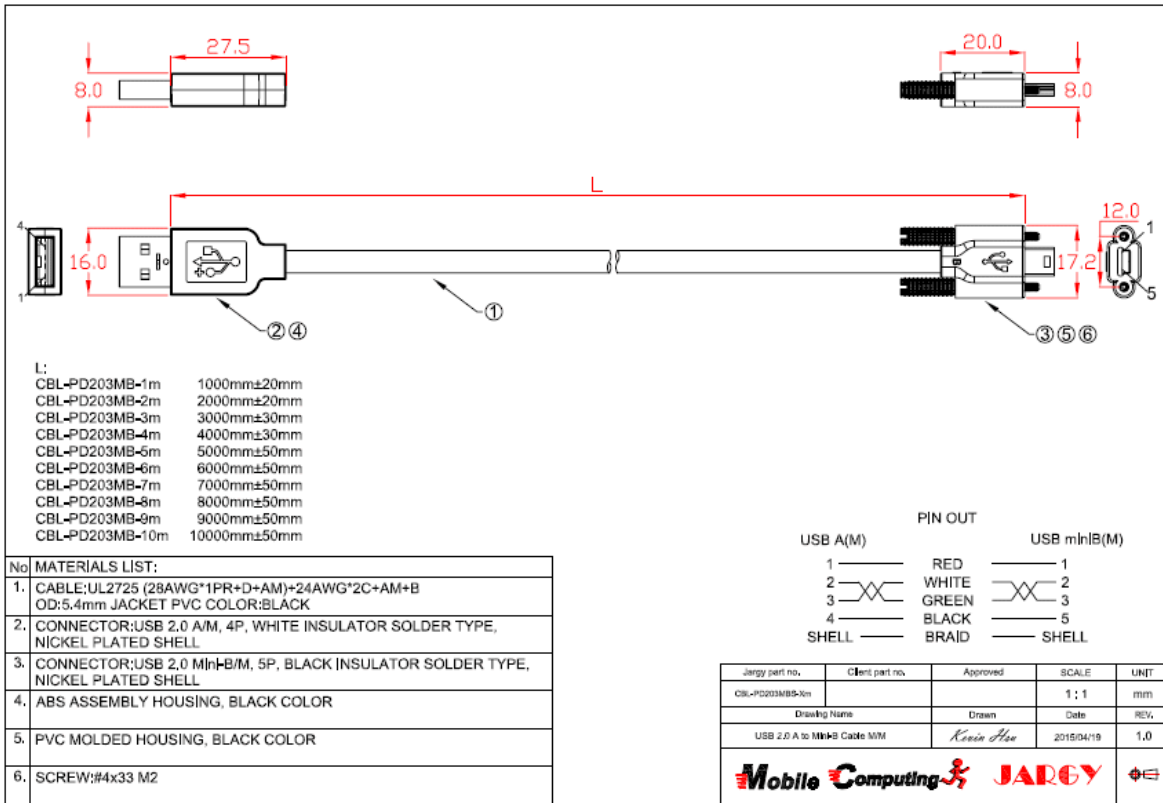 27.5
8.0
20.0
8.0
L
4
1
16.0
12.0
17.2
1
5
②④
①
③⑤⑥
L:
CBL-PD203MB-1m 1000mm±20mm
CBL-PD203MB-2m 2000mm±20mm
CBL-PD203MB-3m 3000mm±30mm
CBL-PD203MB-4m 4000mm±30mm
CBL-PD203MB-5m 5000mm±50mm
CBL-PD203MB-6m 6000mm±50mm
CBL-PD203MB-7m 7000mm±50mm
CBL-PD203MB-8m 8000mm±50mm
CBL-PD203MB-9m 9000mm±50mm
CBL-PD203MB-10m 10000mm±50mm
No MATERIALS LIST:
1. CABLE:UL2725 (28AWG*1PR+D+AM)+24AWG*2C+AM+B
OD:5.4mm JACKET PVC COLOR:BLACK
2. CONNECTOR:USB 2.0 A/M, 4P, WHITE INSULATOR SOLDER TYPE,
NICKEL PLATED SHELL
3. CONNECTOR:USB 2.0 Mini-B/M, 5P, BLACK INSULATOR SOLDER TYPE,
NICKEL PLATED SHELL
4. ABS ASSEMBLY HOUSING, BLACK COLOR
5. PVC MOLDED HOUSING, BLACK COLOR
6. SCREW:#4x33 M2
PIN OUT
USB A(M) USB miniB(M)
1 RED 1
2 WHITE 2
3 GREEN 3
4 BLACK 5
SHELL BRAID SHELL
Jargy part no. Client part no. Approved SCALE UNIT
CBL-PD203MBS-Xm 1 : 1 mm
Drawing Name Drawn Date REV.
USB 2.0 A to Mini-B Cable M/M Kevin Hsu 2015/04/19 1.0
Mobile Computing JARGY